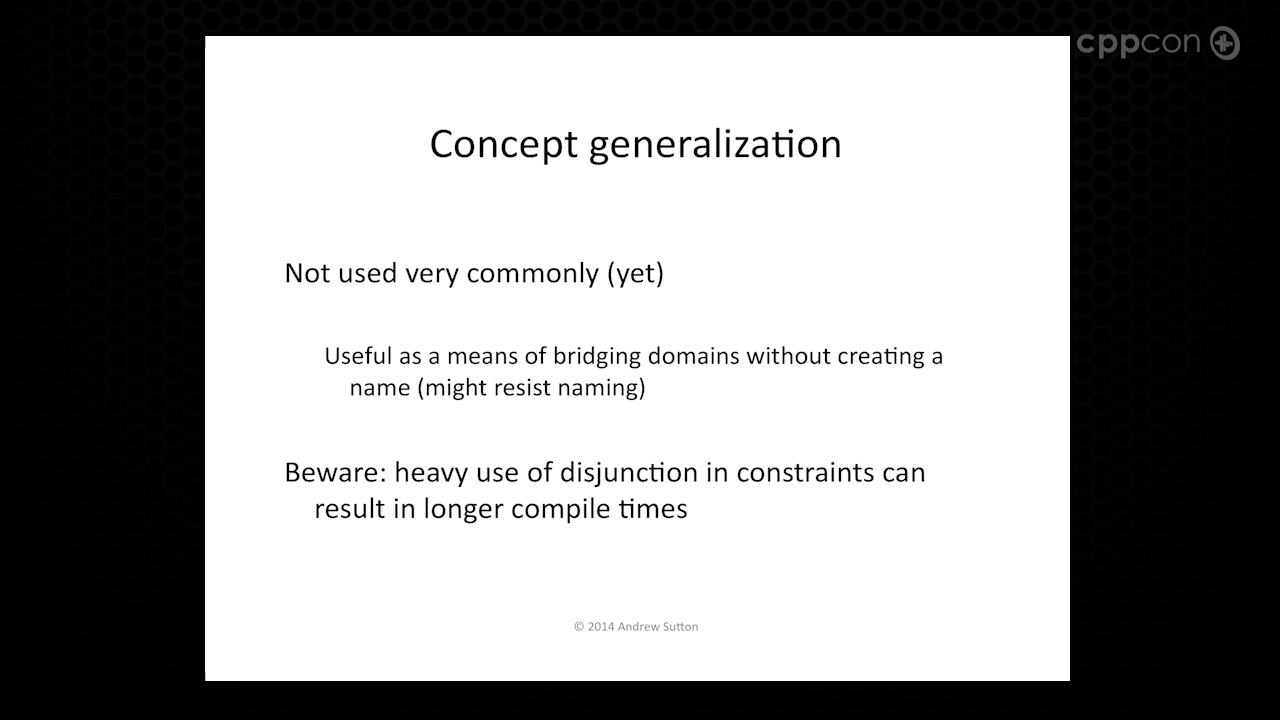 cppcon
Concept generalization
Not used very commonly (yet)
Useful as a means of bridging domains without creating a
name (might resist naming)
Beware: heavy use of disjunction in constraints can
result in longer compile times
© 2014 Andrew Sutton